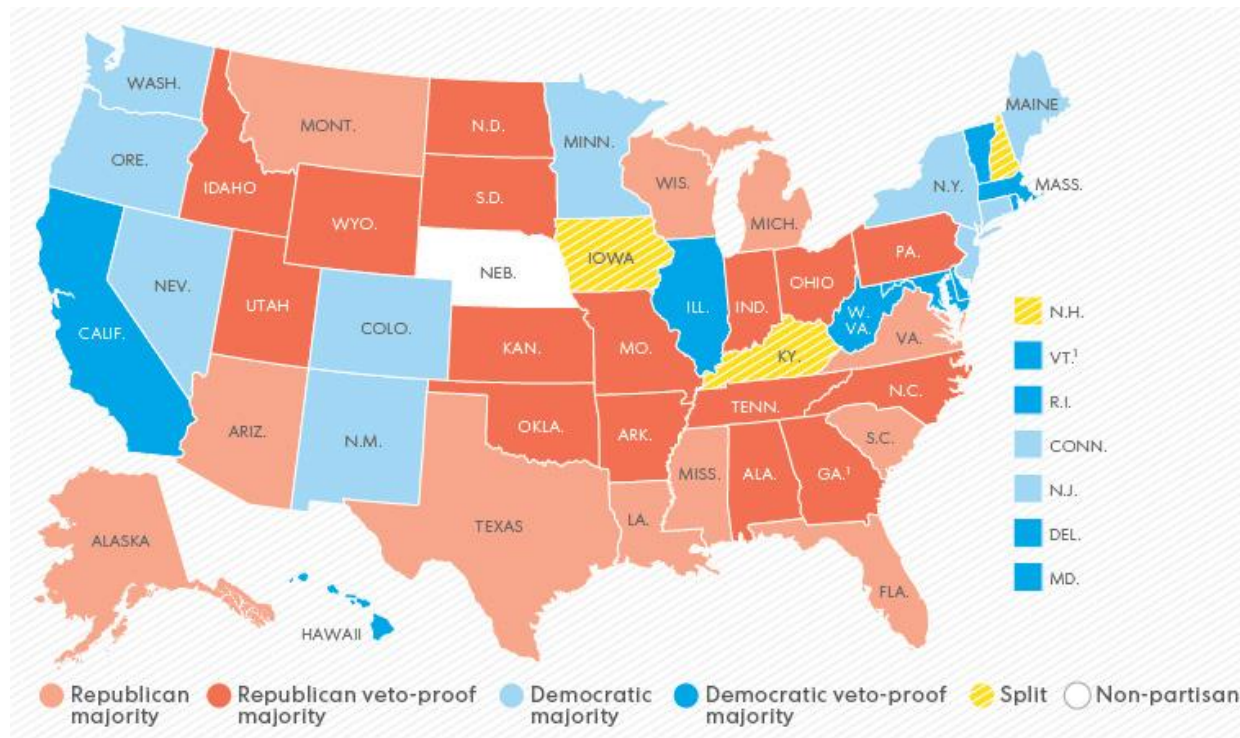 WASH.
MAINE
MONT.
N.D.
MINN.
ORE.
IDAHO
WIS.
N.Y.
MASS.
S.D.
WYO.
MICH.
IOWA
PA.
NEB.
OHIO
NEV.
UTAH
ILL.
IND.
N.H.
W.
VA.
COLO.
CALIF.
VA.
KAN.
MO.
KY.
VT.¹
N.C.
R.I.
TENN.
OKLA.
ARIZ.
ARK.
N.M.
S.C.
CONN.
MISS.
ALA.
GA.¹
N.J.
LA.
TEXAS
DEL.
ALASKA
MD.
FLA.
HAWAII
Republican majority
Republican veto-proof majority
Democratic majority
Democratic veto-proof majority
Split
Non-partisan